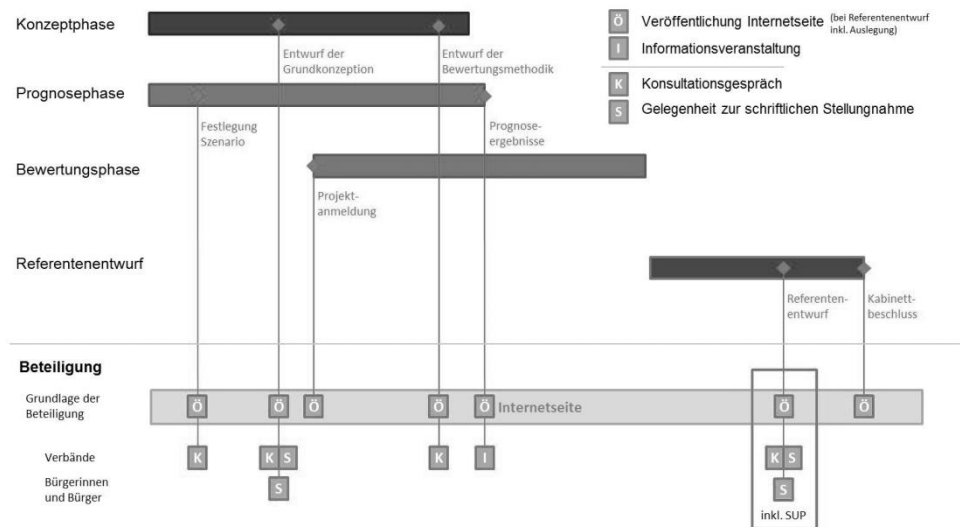 Konzeptphase
Ö Veröffentlichung Internetseite (bei Referentenentwurf
inkl. Auslegung)
I Informationsveranstaltung
Entwurf der
Grundkonzeption
Entwurf der
Bewertungsmethodik
K Konsultationsgespräch
S Gelegenheit zur schriftlichen Stellungnahme
Prognosephase
Festlegung
Szenario
Prognose-
ergebnisse
Bewertungsphase
Projekt-
anmeldung
Referentenentwurf
Referenten-
entwurf
Kabinett-
beschluss
Beteiligung
Grundlage der
Beteiligung
Ö Ö Ö Ö Ö Internetseite Ö Ö
Verbände
K K S K I K S
Bürgerinnen
und Bürger
S S
inkl. SUP